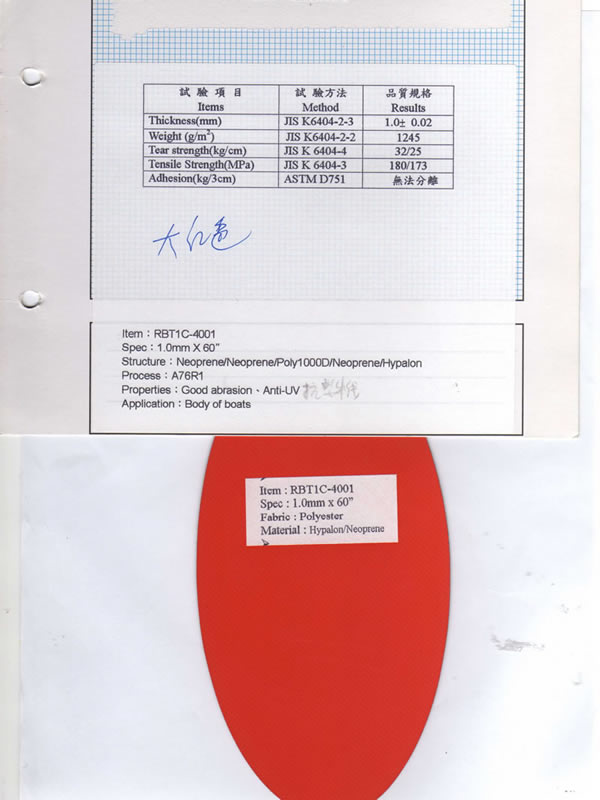 試 驗 項 目 試 驗方法 品質規格
Items Method Results
Thickness(mm) JIS K6404-2-3 1.0± 0.02
Weight (g/m²) JIS K6404-2-2 1245
Tear strength(kg/cm) JIS K 6404-4 32/25
Tensile Strength(MPa) JIS K 6404-3 180/173
Adhesion(kg/3cm) ASTM D751 無法分離
大紅色
Item：RBT1C-4001
Spec：1.0mm X 60”
Structure：Neoprene/Neoprene/Poly1000D/Neoprene/Hypalon
Process：A76R1
Properties：Good abrasion、Anti-UV 抗紫外线
Application：Body of boats
Item : RBT1C-4001
Spec : 1.0mm x 60”
Fabric : Polyester
Material : Hypalon/Neoprene